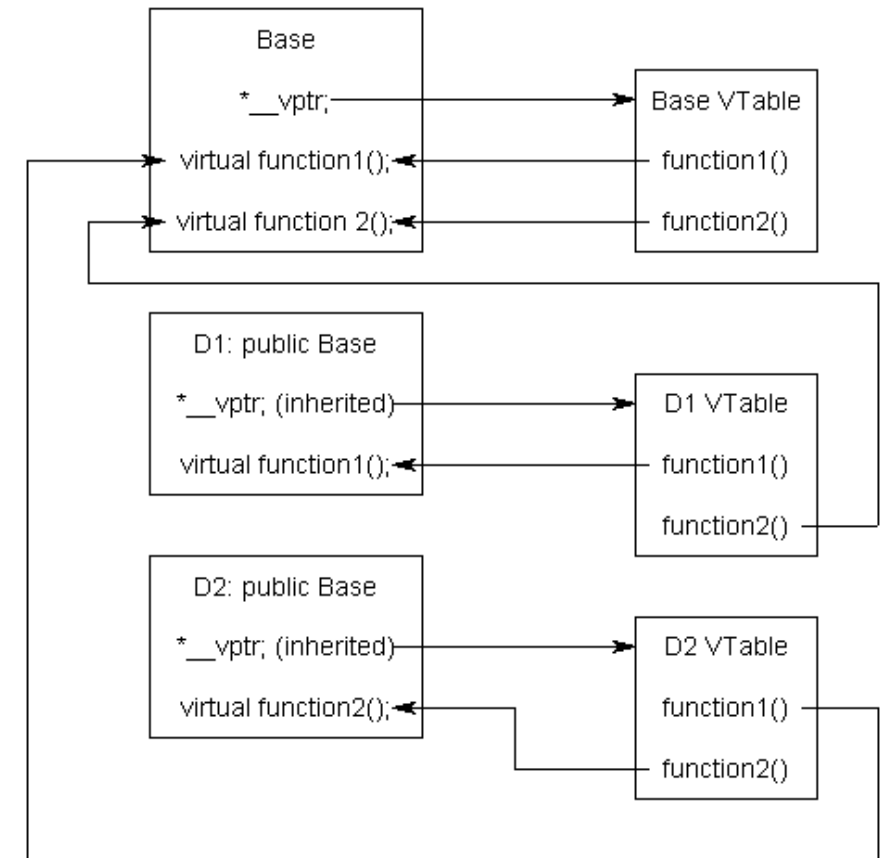 Base
*__vptr;
virtual function1();
virtual function 2();
Base VTable
function1()
function2()
D1: public Base
*__vptr; (inherited)
virtual function1();
D1 VTable
function1()
function2()
D2: public Base
*__vptr; (inherited)
virtual function2();
D2 VTable
function1()
function2()